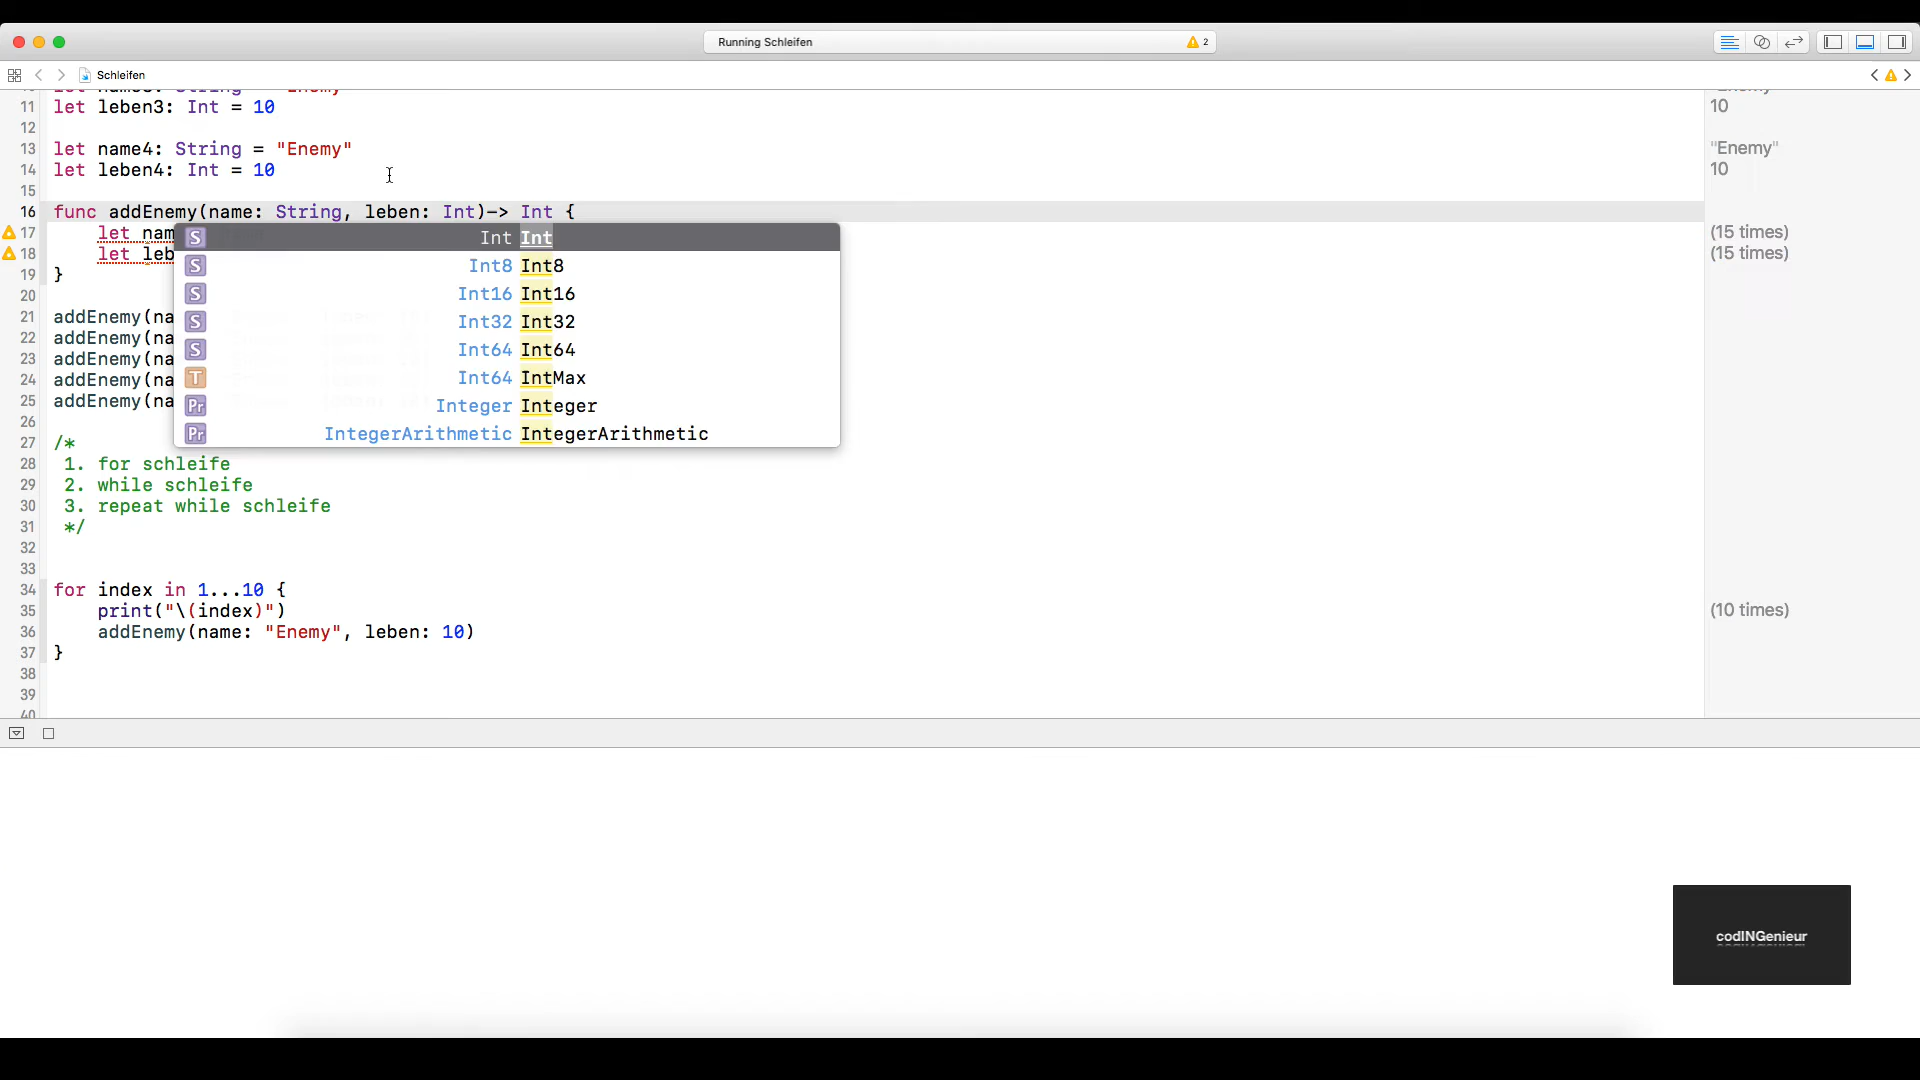 Running Schleifen
2
Schleifen
11 let leben3: Int = 10
10
12
13 let name4: String = "Enemy"
"Enemy"
14 let leben4: Int = 10
10
15
16 func addEnemy(name: String, leben: Int)-> Int {
17 let nam
(15 times)
18 let leb
(15 times)
19 }
20
21 addEnemy(na
22 addEnemy(na
23 addEnemy(na
24 addEnemy(na
25 addEnemy(na
26
S Int Int
S Int8 Int8
S Int16 Int16
S Int32 Int32
S Int64 Int64
T Int64 IntMax
Pr Integer Integer
Pr IntegerArithmetic IntegerArithmetic
27 /*
28 1. for schleife
29 2. while schleife
30 3. repeat while schleife
31 */
32
33
34 for index in 1...10 {
35 print("\(index)")
(10 times)
36 addEnemy(name: "Enemy", leben: 10)
37 }
38
39
40
codINGenieur